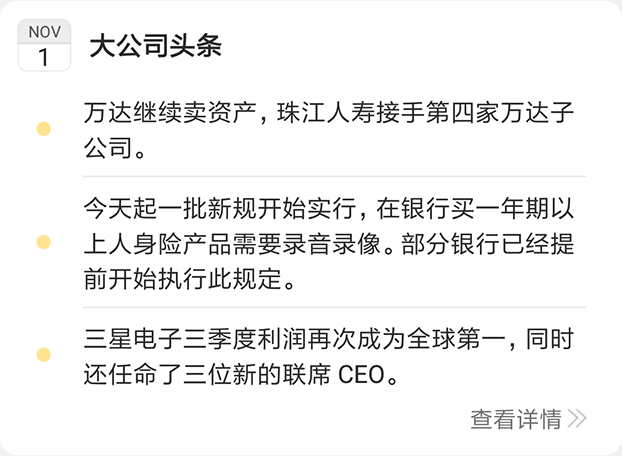 NOV
1
大公司头条
万达继续卖资产，珠江人寿接手第四家万达子
公司。
今天起一批新规开始实行，在银行买一年期以
上人身险产品需要录音录像。部分银行已经提
前开始执行此规定。
三星电子三季度利润再次成为全球第一，同时
还任命了三位新的联席 CEO。
查看详情